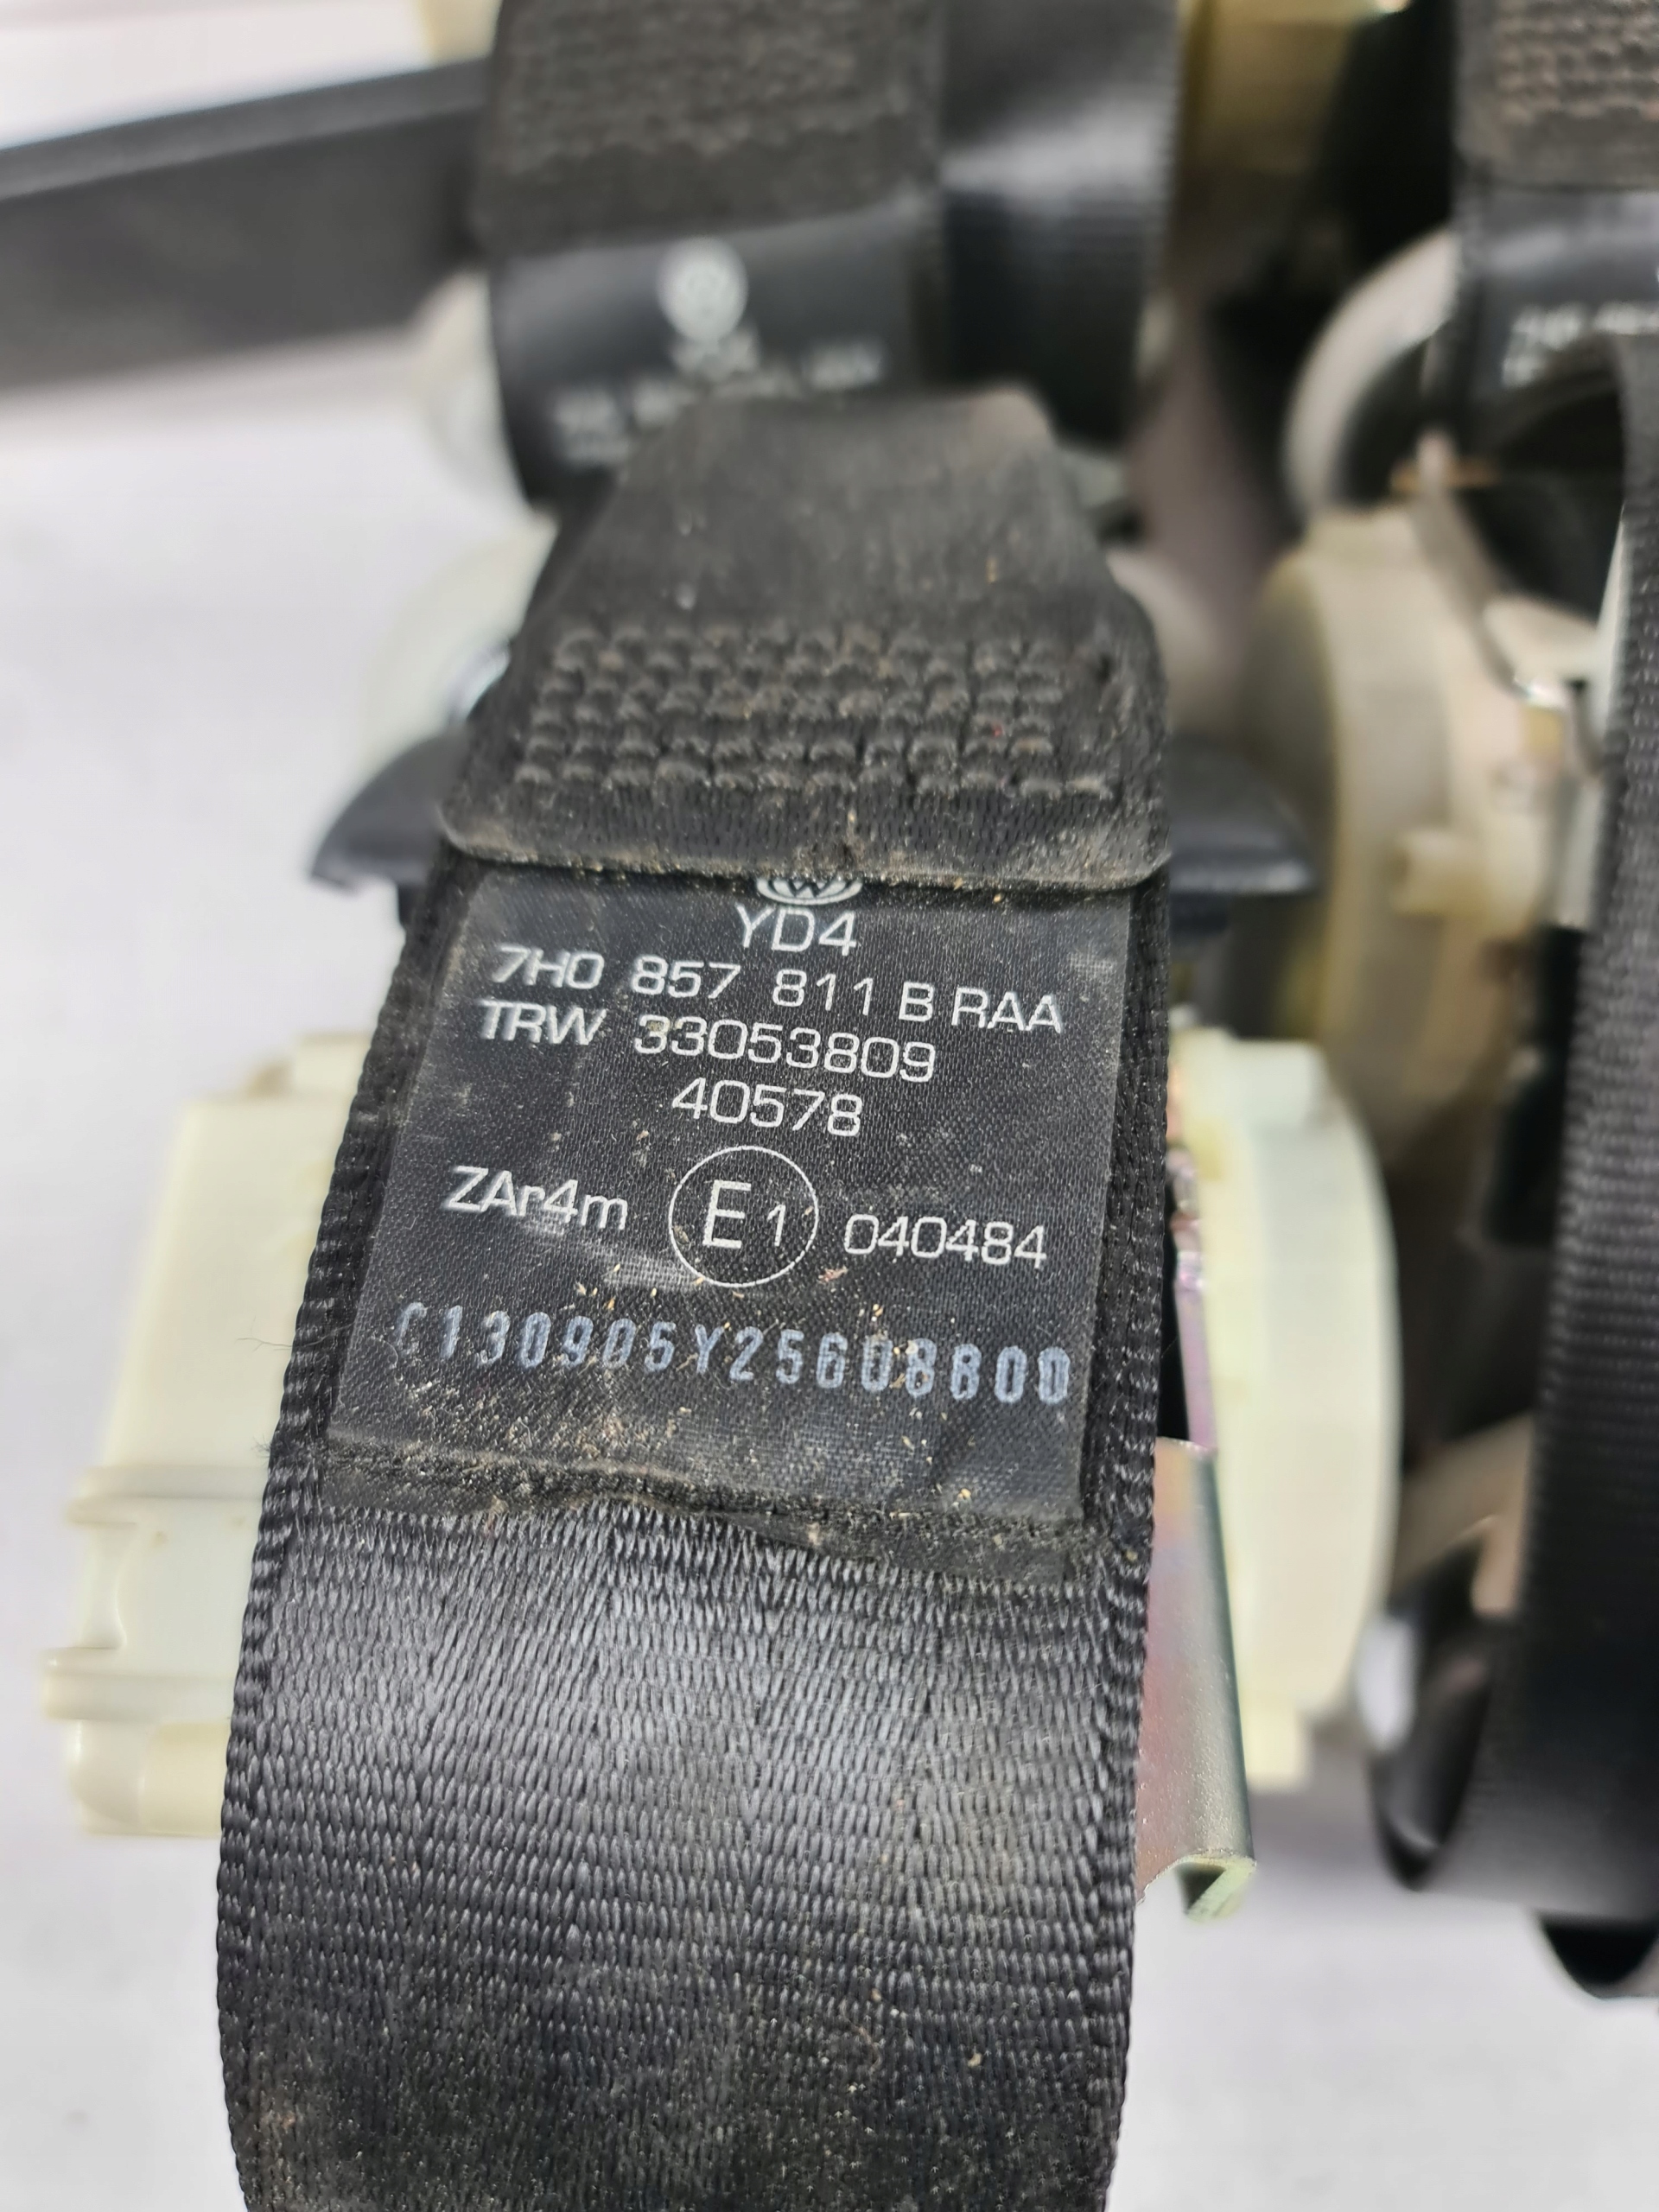 YD4
7H0 857 811 B RAA
TRW 33053809
40578
ZAr4m E1 040484
C130905Y25608800